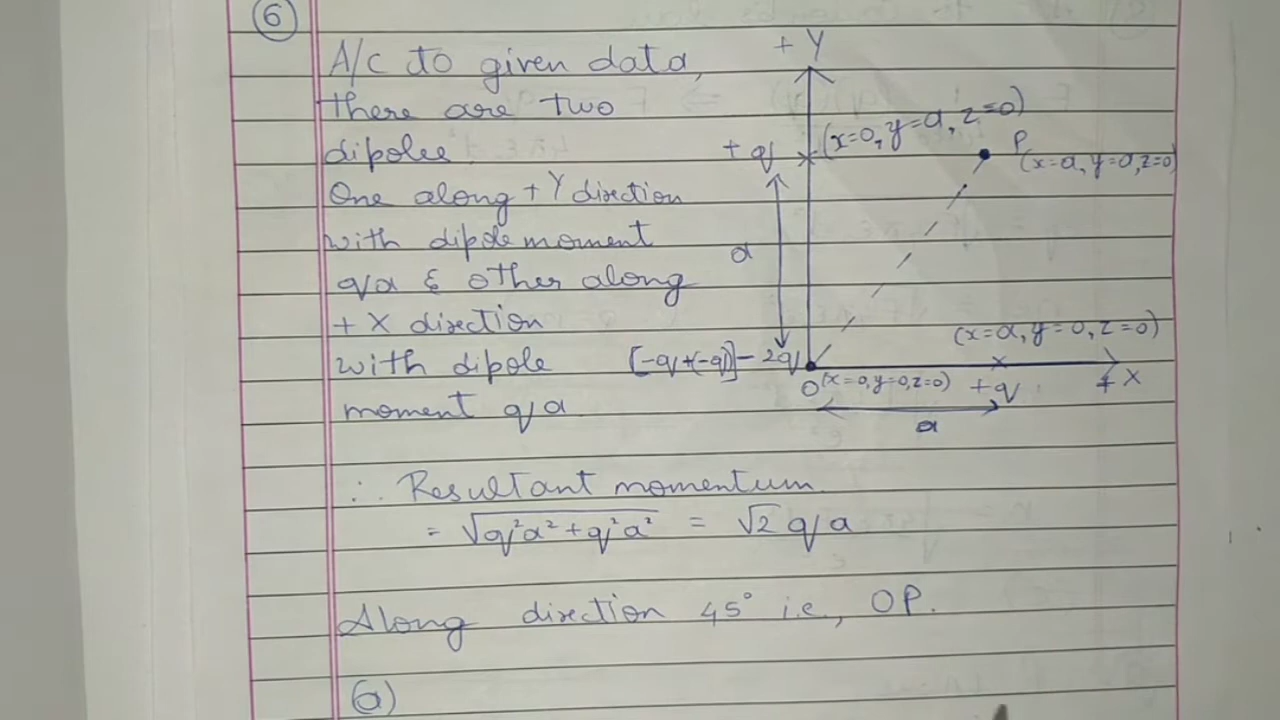 6
A/C to given data,
there are two
dipoles.
One along + Y direction
with dipole moment
qa & other along
+ X direction
with dipole
moment qa
+ Y
(x=0, y=a, z=0)
+ q
P
(x=a, y=a, z=0)
a
(x=a, y=0, z=0)
[-q+(-q)] - 2q
O (x=0, y=0, z=0)
+ q
+ X
a
∴ Resultant momentum
= √q²a² + q²a² = √2 qa
Along direction 45° i.e., OP.
(a)